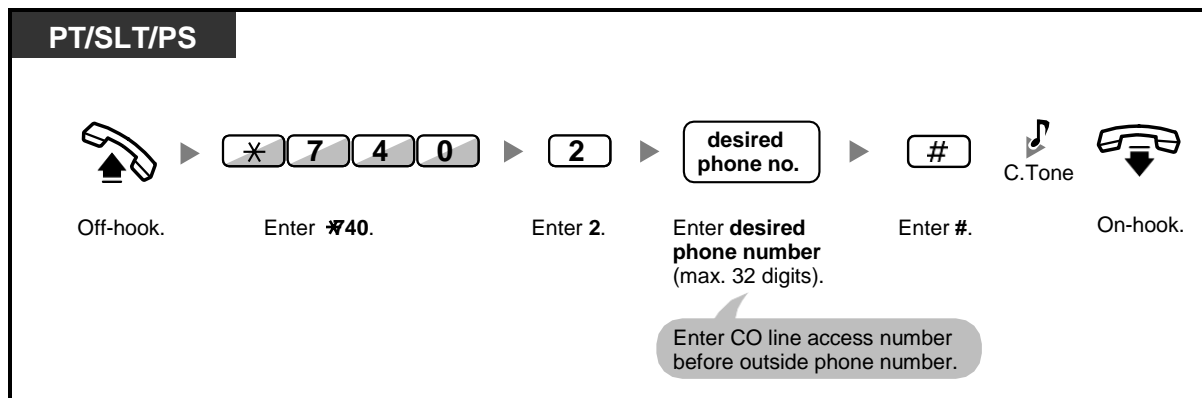 PT/SLT/PS
* 7 4 0
2
desired
phone no.
#
C.Tone
Off-hook.
Enter *740.
Enter 2.
Enter desired
phone number
(max. 32 digits).
Enter #.
On-hook.
Enter CO line access number
before outside phone number.